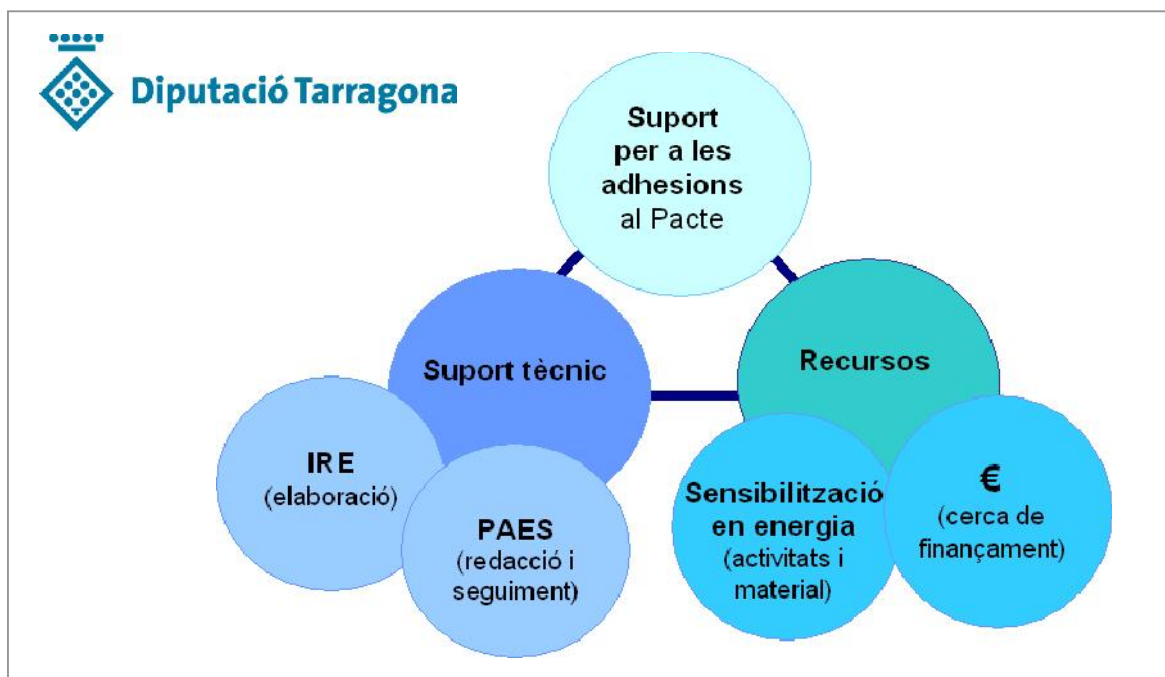 Diputació Tarragona
Suport
per a les
adhesions
al Pacte
Suport tècnic
Recursos
IRE
(elaboració)
PAES
(redacció i
seguiment)
Sensibilització
en energia
(activitats i
material)
€
(cerca de
finançament)